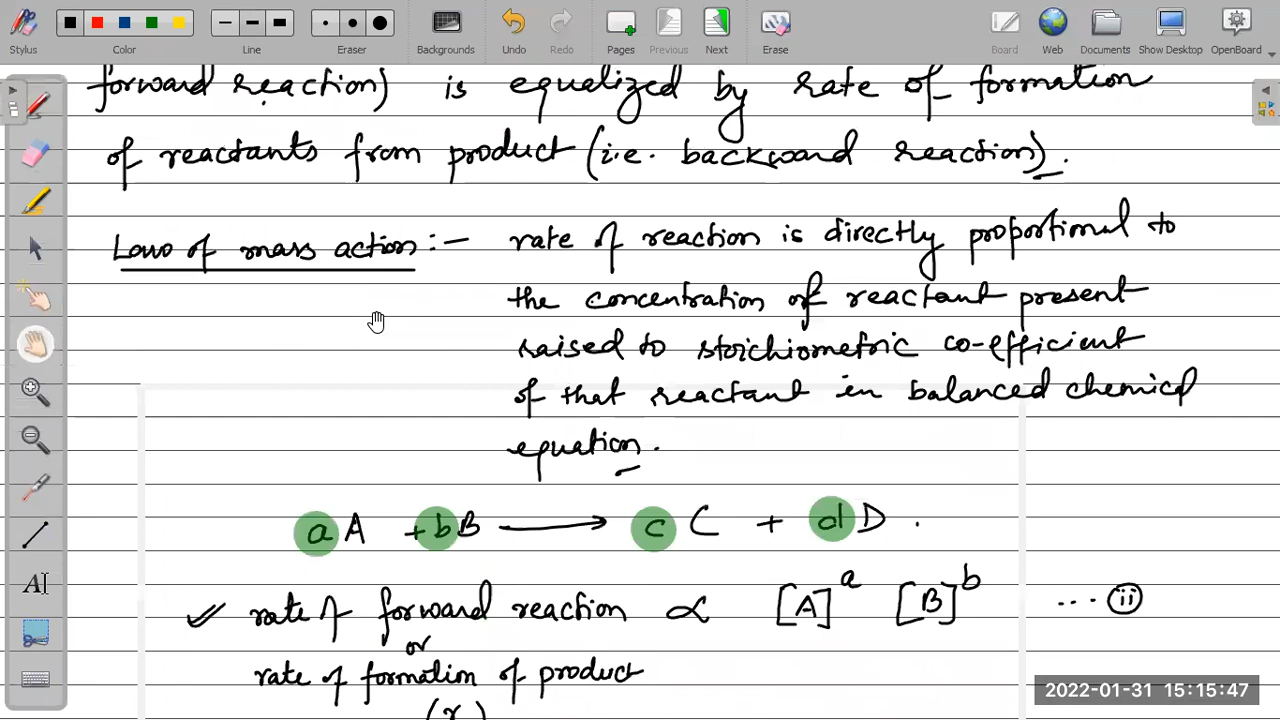 Color
Line
Eraser
Backgrounds
Undo
Redo
Pages
Previous
Next
Erase
Stylus
Board
Web
Documents
Show Desktop
OpenBoard
forward reaction) is equalized by rate of formation
of reactants from product (i.e. backward reaction).
Law of mass action :- rate of reaction is directly proportional to
the concentration of reactant present
raised to stoichiometric co-efficient
of that reactant in balanced chemical
equation.
aA + bB ⟶ cC + dD .
✓ rate of forward reaction ∝ [A]ᵃ [B]ᵇ ... (ii)
or
rate of formation of product
(r)
2022-01-31 15:15:47